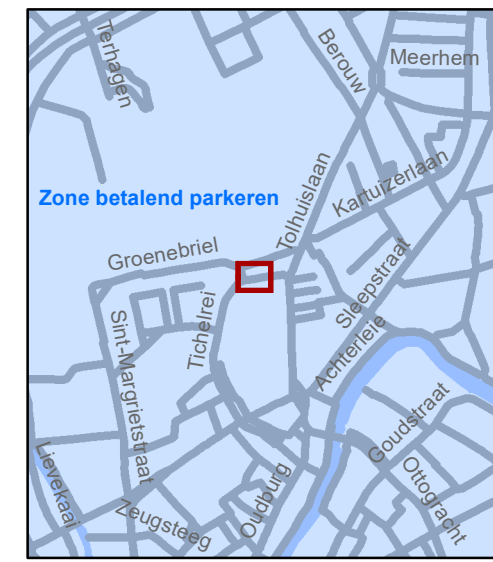 Terhagen
Berouw
Meerhem
Kartuizerlaan
Zone betalend parkeren
Tolhuislaan
Groenebriel
Sleepstraat
Tichelrei
Sint-Margrietstraat
Achterleie
Goudstraat
Lievekaai
Ottogracht
Oudburg
Zeugsteeg